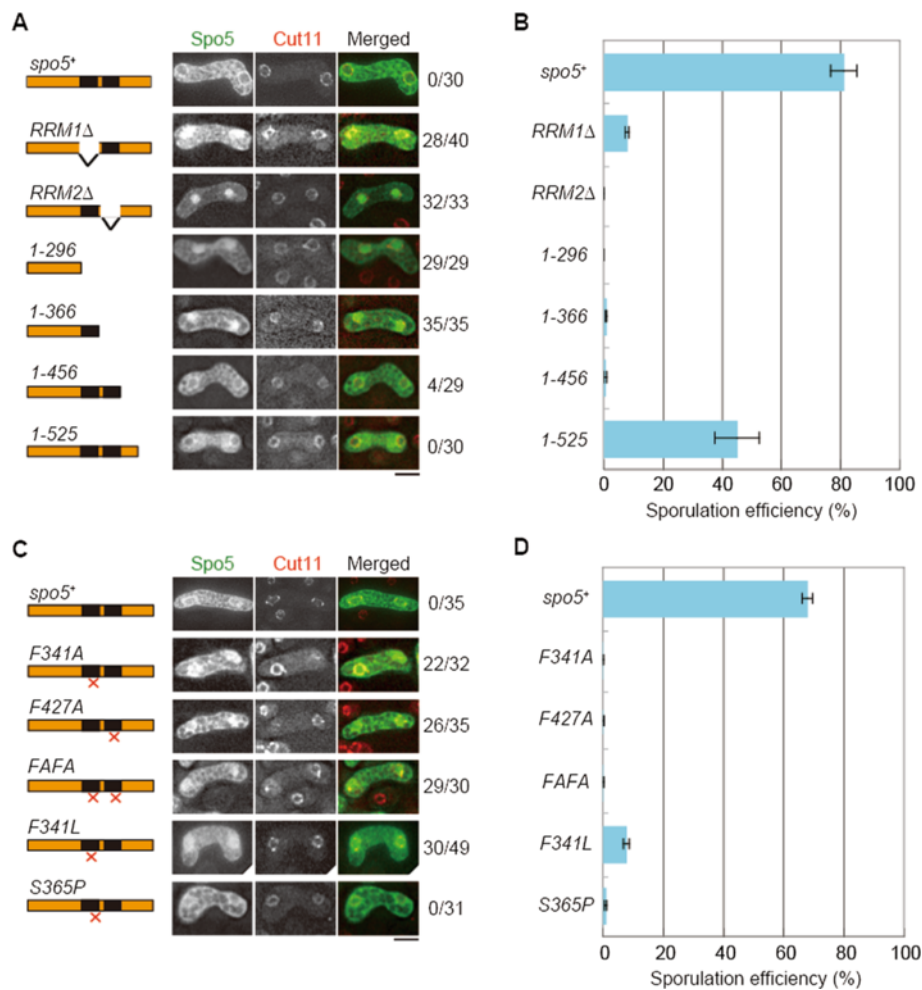 A
Spo5 Cut11 Merged
spo5⁺ 0/30
RRM1Δ 28/40
RRM2Δ 32/33
1-296 29/29
1-366 35/35
1-456 4/29
1-525 0/30
B
spo5⁺
RRM1Δ
RRM2Δ
1-296
1-366
1-456
1-525
0 20 40 60 80 100
Sporulation efficiency (%)
C
Spo5 Cut11 Merged
spo5⁺ 0/35
F341A 22/32
F427A 26/35
FAFA 29/30
F341L 30/49
S365P 0/31
D
spo5⁺
F341A
F427A
FAFA
F341L
S365P
0 20 40 60 80 100
Sporulation efficiency (%)